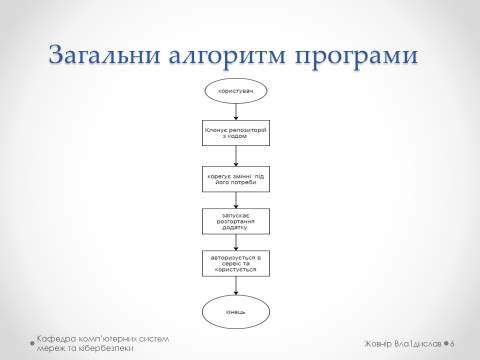 Загальни алгоритм програми
користувач
Клонує репозиторій
з кодом
корегує змінні під
його потреби
запускає
розгортання
додатку
авторизується в
сервіс та
користується
кінець
Кафедра комп’ютерних систем
мереж та кібербезпеки
Жовнір Влаїдислав
6